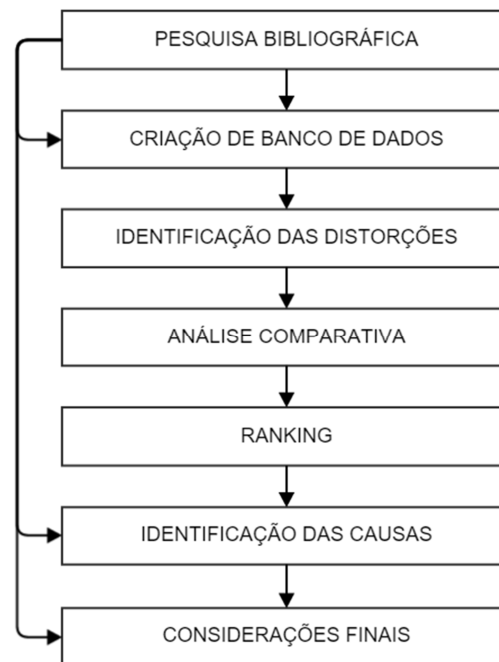 PESQUISA BIBLIOGRÁFICA
CRIAÇÃO DE BANCO DE DADOS
IDENTIFICAÇÃO DAS DISTORÇÕES
ANÁLISE COMPARATIVA
RANKING
IDENTIFICAÇÃO DAS CAUSAS
CONSIDERAÇÕES FINAIS